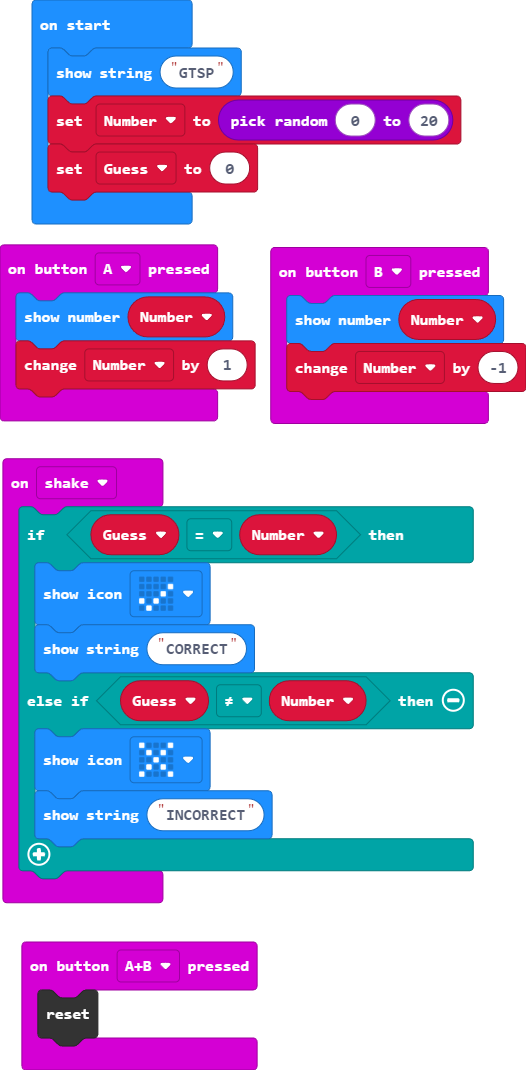 on start
show string "GTSP"
set Number to pick random 0 to 20
set Guess to 0
on button A pressed
show number Number
change Number by 1
on button B pressed
show number Number
change Number by -1
on shake
if Guess = Number then
show icon
show string "CORRECT"
else if Guess ≠ Number then
show icon
show string "INCORRECT"
on button A+B pressed
reset